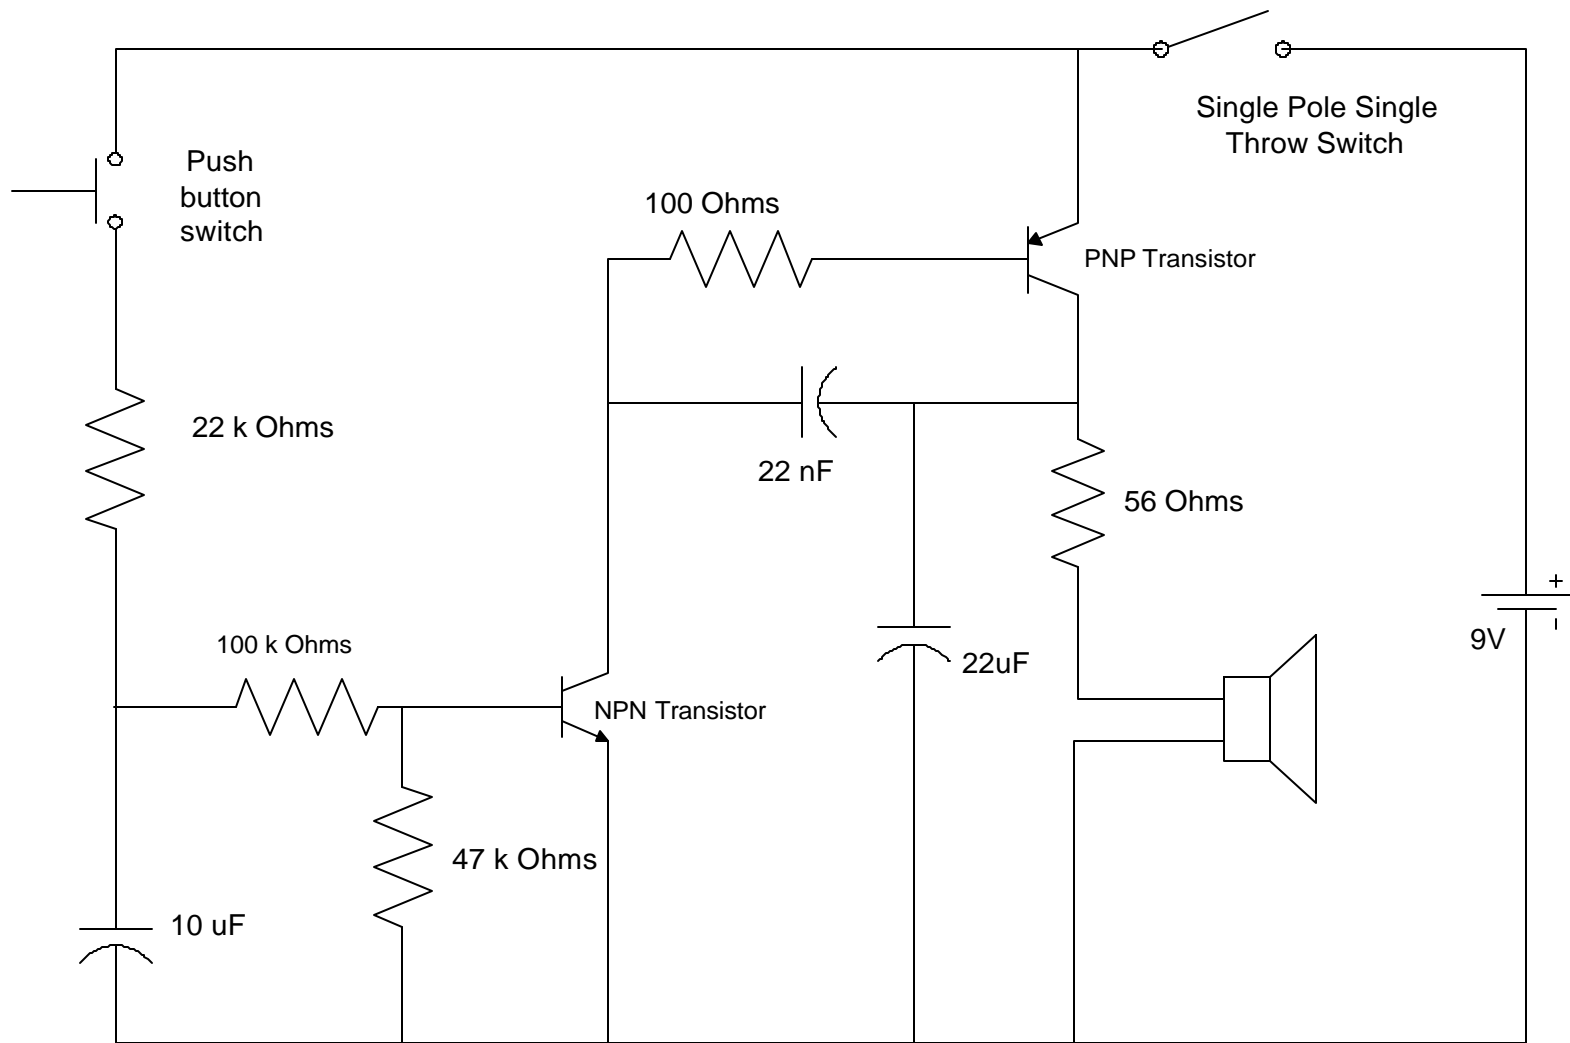 Single Pole Single
Throw Switch
Push
button
switch
100 Ohms
PNP Transistor
22 k Ohms
22 nF
56 Ohms
+
-
9V
100 k Ohms
22uF
NPN Transistor
47 k Ohms
10 uF